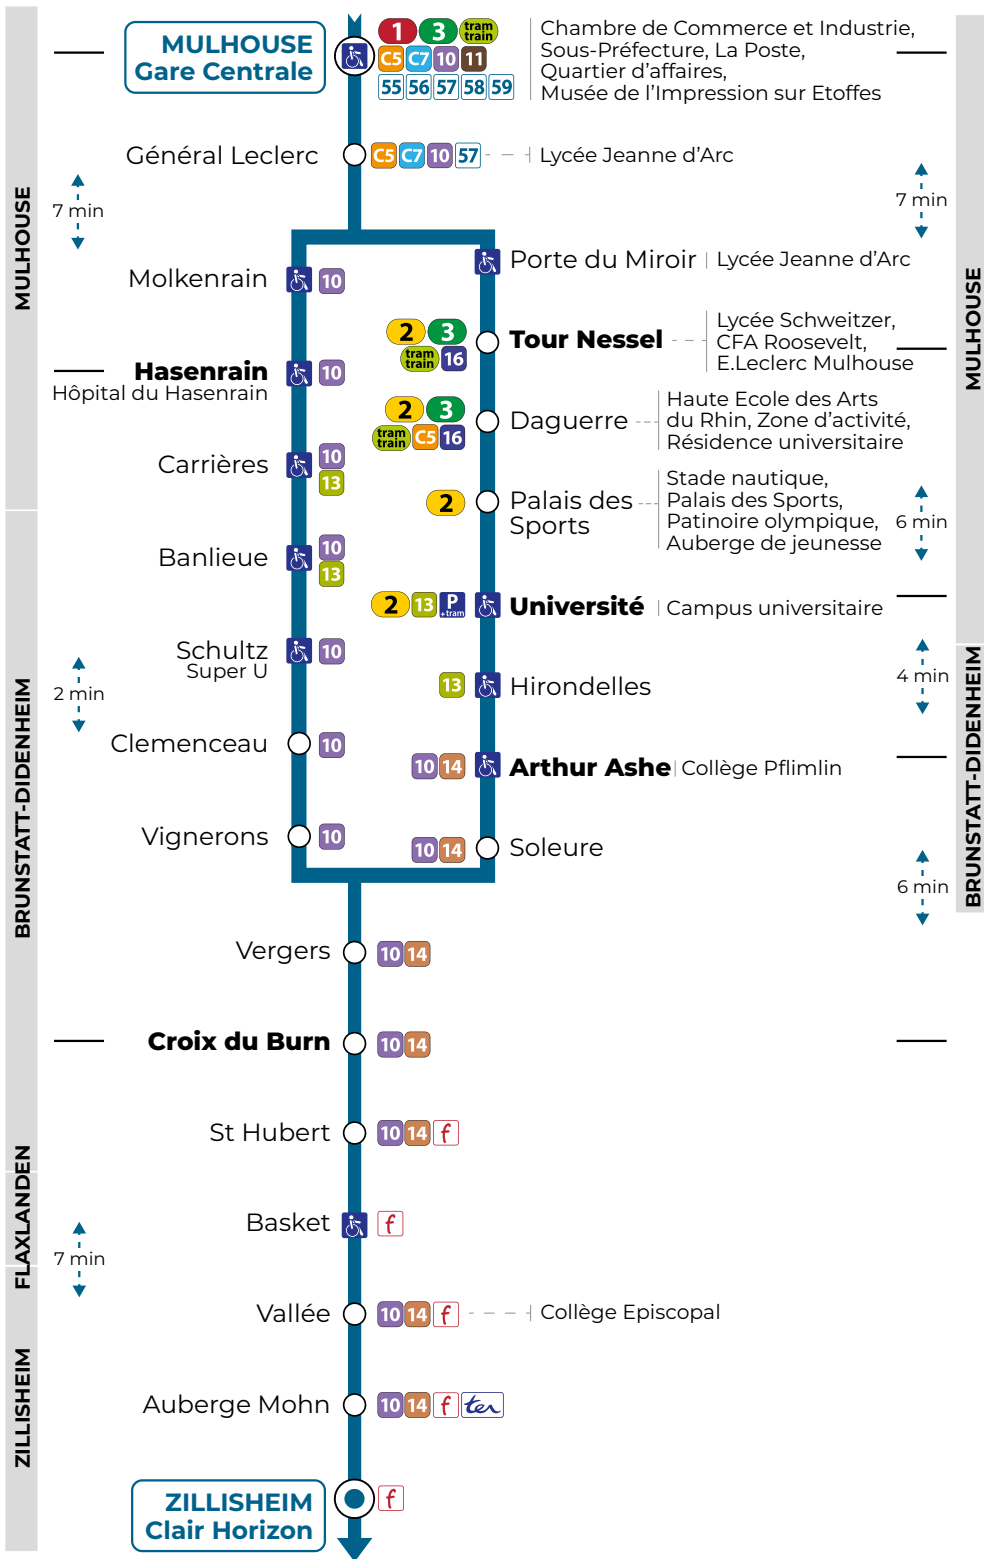 MULHOUSE
Gare Centrale
1 3 tram train
C5 C7 10 11
55 56 57 58 59
Chambre de Commerce et Industrie,
Sous-Préfecture, La Poste,
Quartier d'affaires,
Musée de l'Impression sur Etoffes
Général Leclerc
C5 C7 10 57
Lycée Jeanne d'Arc
MULHOUSE
7 min
7 min
MULHOUSE
Molkenrain
10
Porte du Miroir
Lycée Jeanne d'Arc
Hasenrain
Hôpital du Hasenrain
10
2 3
tram train 16
Tour Nessel
Lycée Schweitzer,
CFA Roosevelt,
E.Leclerc Mulhouse
Carrières
10
13
2 3
tram train C5 16
Daguerre
Haute Ecole des Arts
du Rhin, Zone d'activité,
Résidence universitaire
Banlieue
10
13
2
Palais des
Sports
Stade nautique,
Palais des Sports,
Patinoire olympique,
Auberge de jeunesse
6 min
2 13 P +tram
Université
Campus universitaire
BRUNSTATT-DIDENHEIM
2 min
Schultz
Super U
10
13
Hirondelles
4 min
BRUNSTATT-DIDENHEIM
Clemenceau
10
10 14
Arthur Ashe
Collège Pflimlin
Vignerons
10
10 14
Soleure
6 min
Vergers
10 14
Croix du Burn
10 14
St Hubert
10 14 f
FLAXLANDEN
7 min
Basket
f
Vallée
10 14 f
Collège Episcopal
ZILLISHEIM
Auberge Mohn
10 14 f ter
ZILLISHEIM
Clair Horizon
f